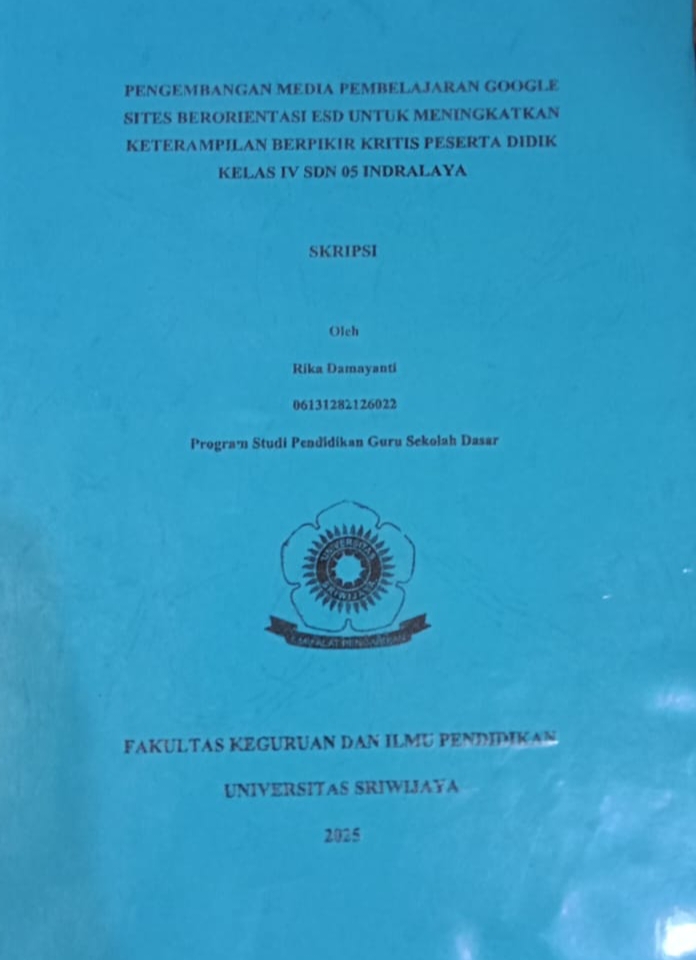 PENGEMBANGAN MEDIA PEMBELAJARAN GOOGLE
SITES BERORIENTASI ESD UNTUK MENINGKATKAN
KETERAMPILAN BERPIKIR KRITIS PESERTA DIDIK
KELAS IV SDN 05 INDRALAYA
SKRIPSI
Oleh
Rika Damayanti
06131282126022
Program Studi Pendidikan Guru Sekolah Dasar
UNIVERSITAS
SRIWIJAYA
FAKULTAS KEGURUAN DAN ILMU PENDIDIKAN
UNIVERSITAS SRIWIJAYA
2025